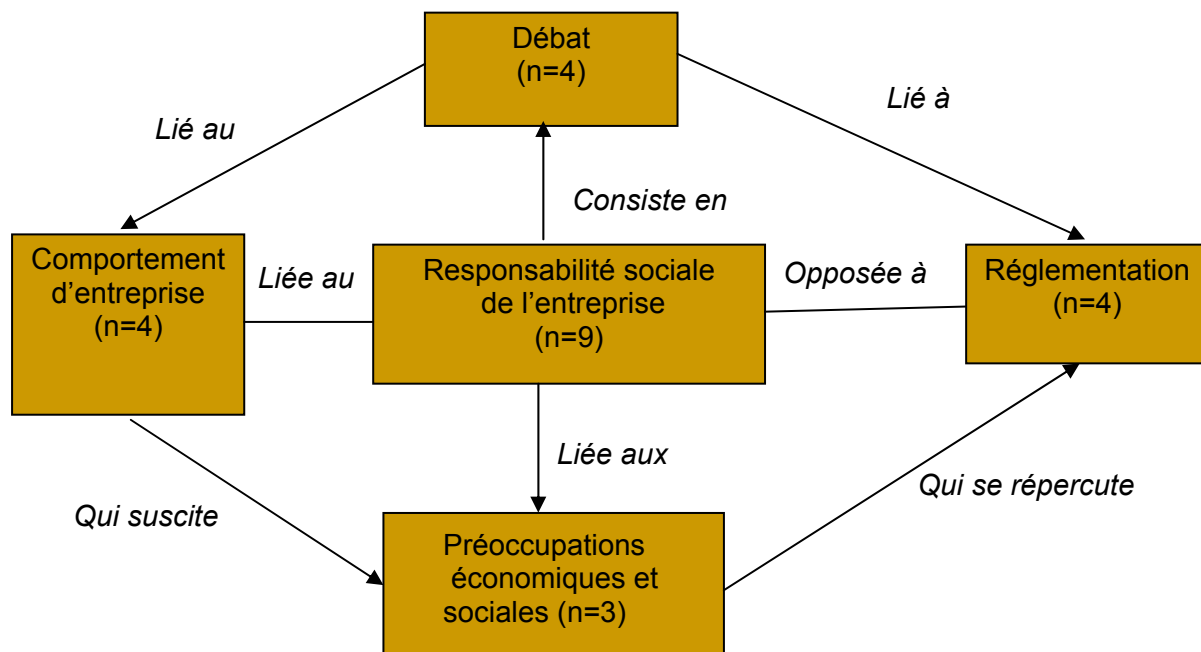 Débat
(n=4)
Lié au
Lié à
Consiste en
Comportement
d'entreprise
(n=4)
Liée au
Responsabilité sociale
de l'entreprise
(n=9)
Opposée à
Réglementation
(n=4)
Liée aux
Qui suscite
Qui se répercute
Préoccupations
économiques et
sociales (n=3)